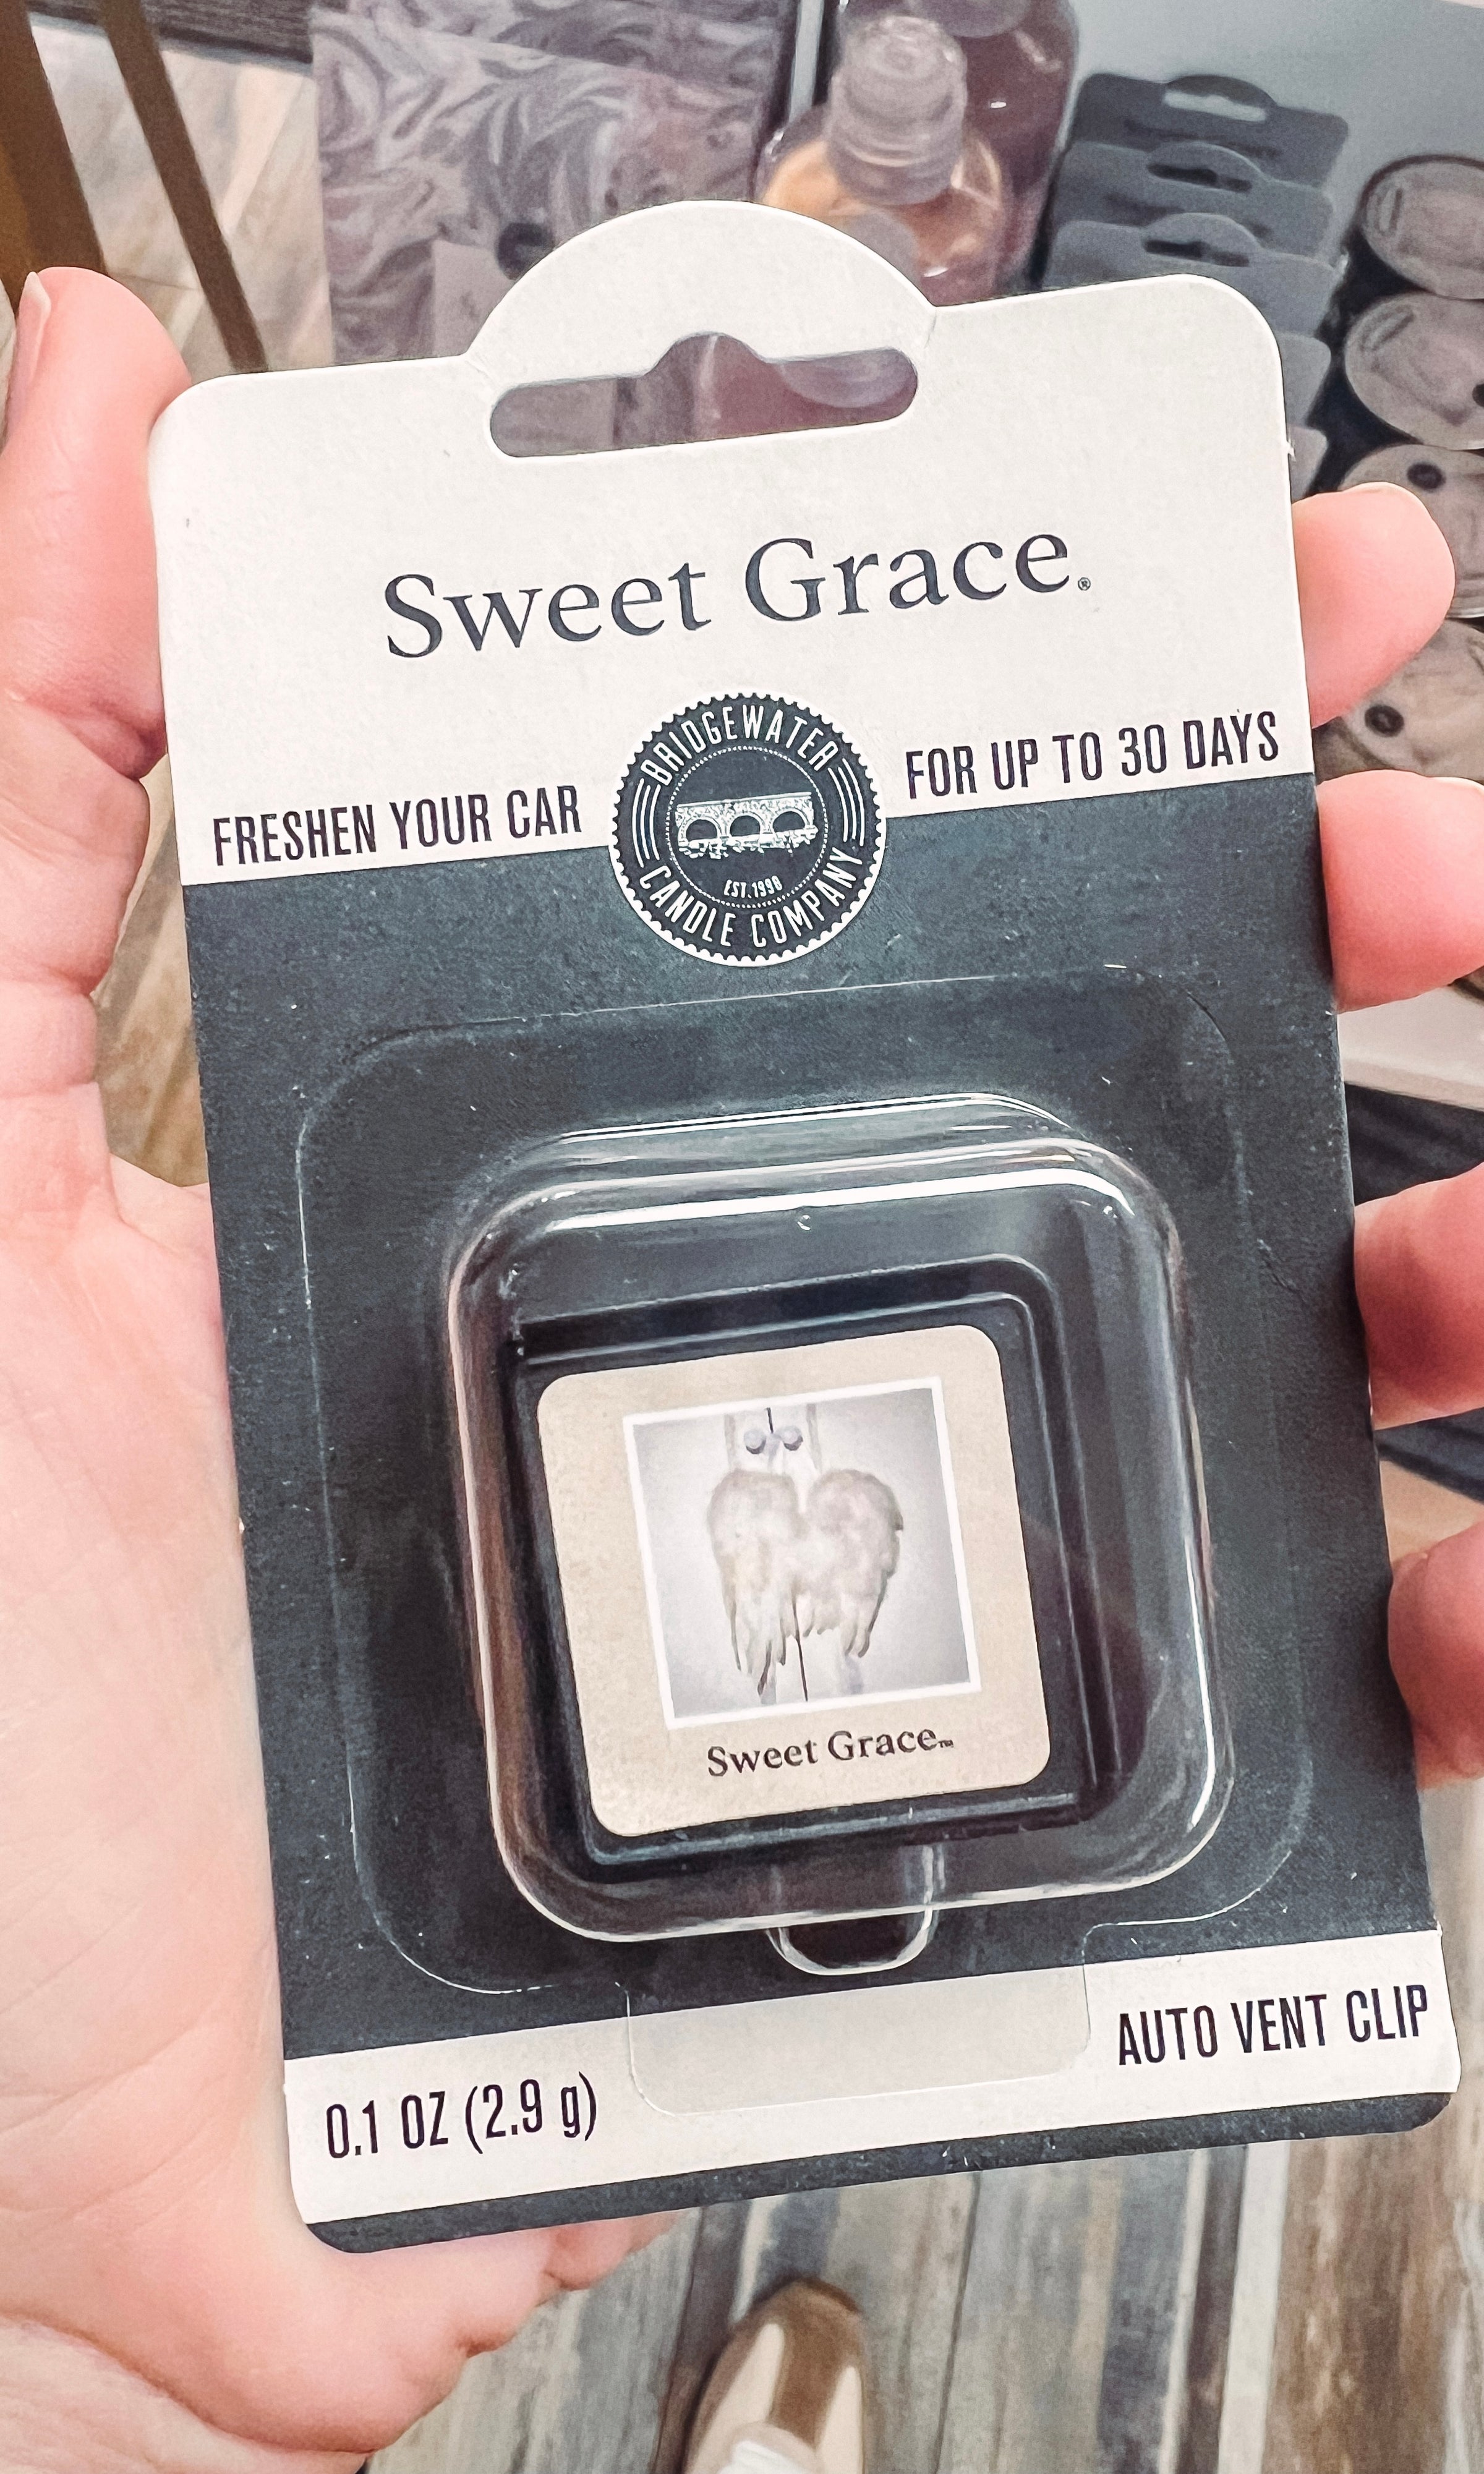 Sweet Grace®
FRESHEN YOUR CAR
BRIDGEWATER
EST. 1998
CANDLE COMPANY
FOR UP TO 30 DAYS
Sweet Grace™
0.1 OZ (2.9 g)
AUTO VENT CLIP